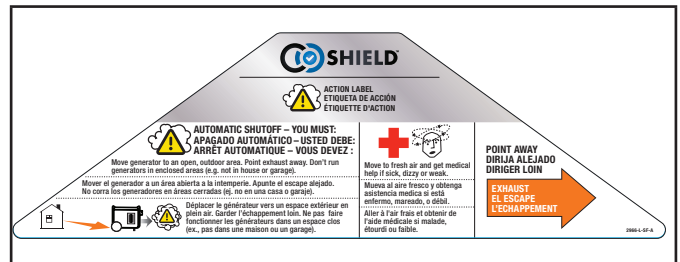 CO SHIELD™
ACTION LABEL
ETIQUETA DE ACCIÓN
ÉTIQUETTE D'ACTION
AUTOMATIC SHUTOFF – YOU MUST:
APAGADO AUTOMÁTICO – USTED DEBE:
ARRÊT AUTOMATIQUE – VOUS DEVEZ :
Move generator to an open, outdoor area. Point exhaust away. Don't run
generators in enclosed areas (e.g. not in house or garage).
Mover el generador a un área abierta a la intemperie. Apunte el escape alejado.
No corra los generadores en áreas cerradas (ej. no en una casa o garaje).
Déplacer le générateur vers un espace extérieur en
plein air. Garder l'échappement loin. Ne pas faire
fonctionner les générateurs dans un espace clos
(ex., pas dans une maison ou un garage).
Move to fresh air and get medical
help if sick, dizzy or weak.
Mueva al aire fresco y obtenga
asistencia medica si está
enfermo, mareado, o débil.
Aller à l'air frais et obtenir de
l'aide médicale si malade,
étourdi ou faible.
POINT AWAY
DIRIJA ALEJADO
DIRIGER LOIN
EXHAUST
EL ESCAPE
L'ECHAPPEMENT
2966-L-SF-A